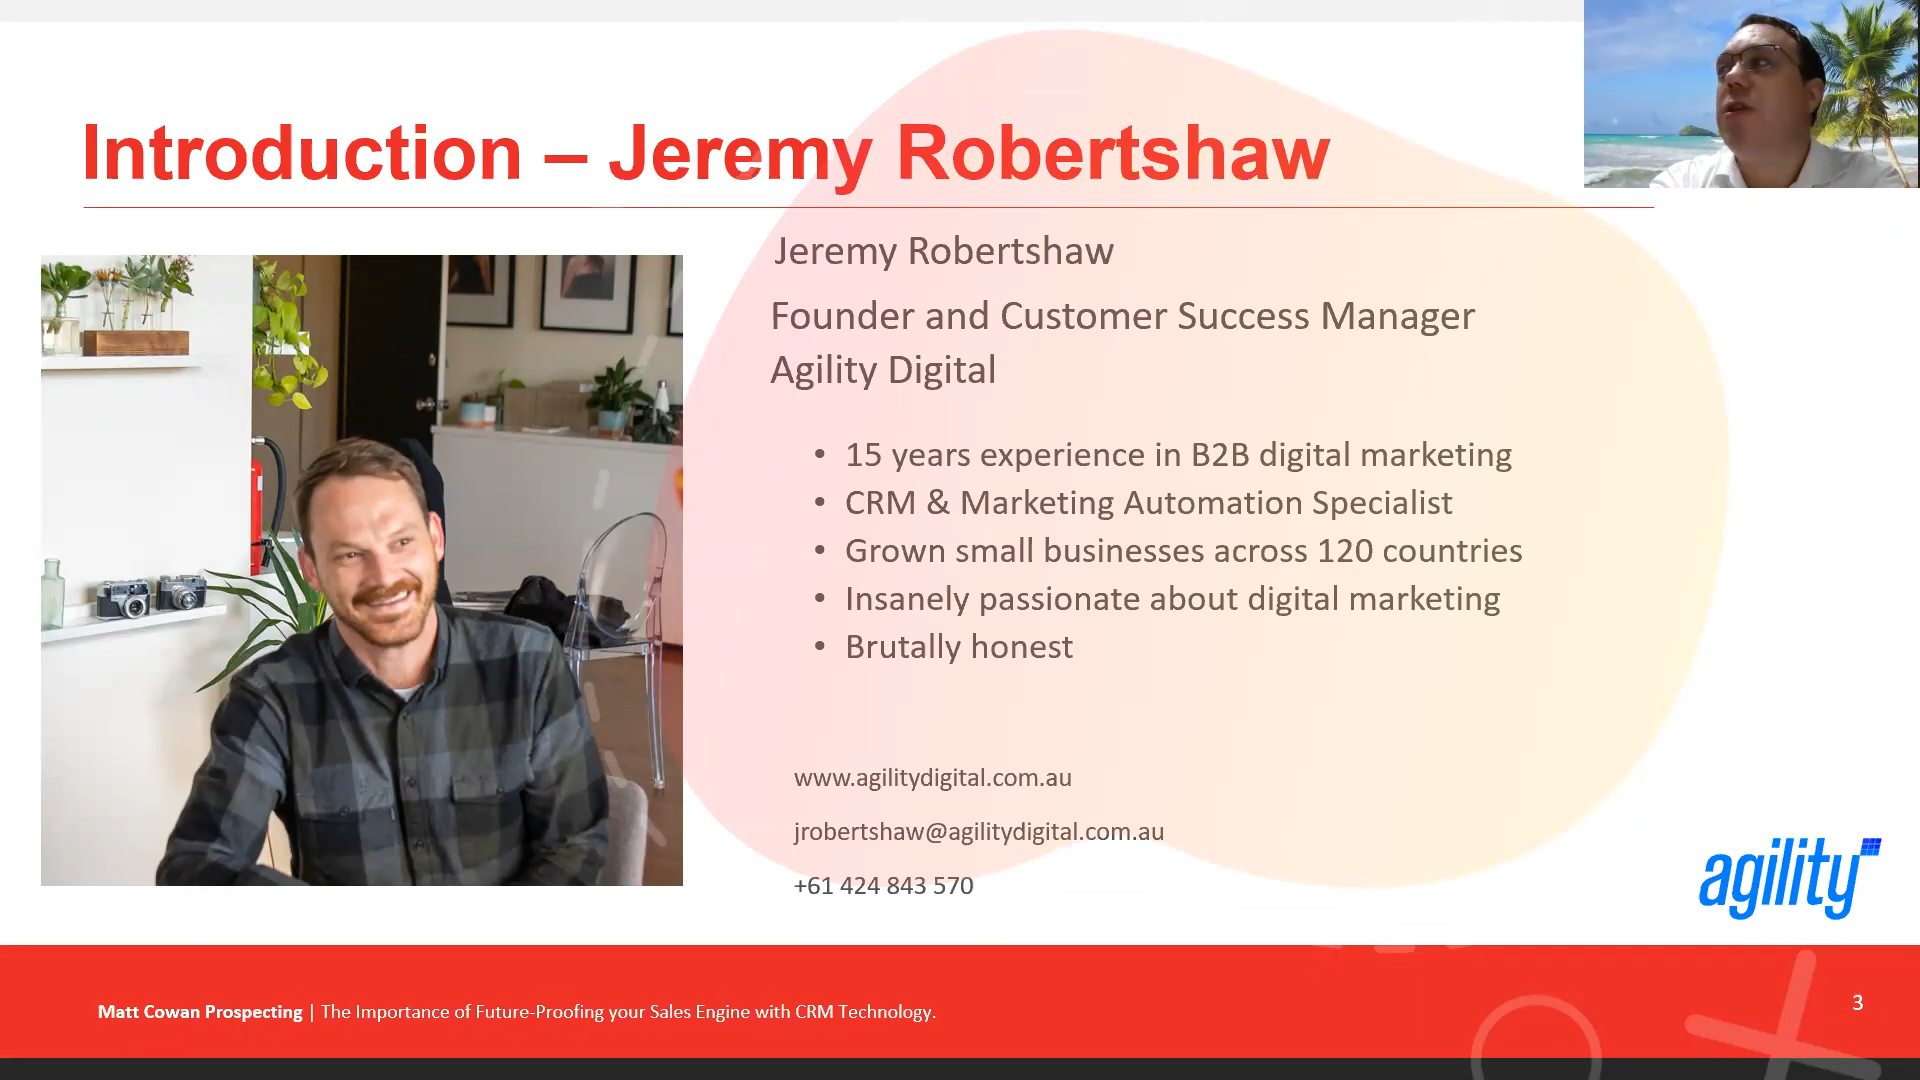 Introduction – Jeremy Robertshaw
Jeremy Robertshaw
Founder and Customer Success Manager
Agility Digital
• 15 years experience in B2B digital marketing
• CRM & Marketing Automation Specialist
• Grown small businesses across 120 countries
• Insanely passionate about digital marketing
• Brutally honest
www.agilitydigital.com.au
jrobertshaw@agilitydigital.com.au
+61 424 843 570
agility
Matt Cowan Prospecting | The Importance of Future-Proofing your Sales Engine with CRM Technology.
3